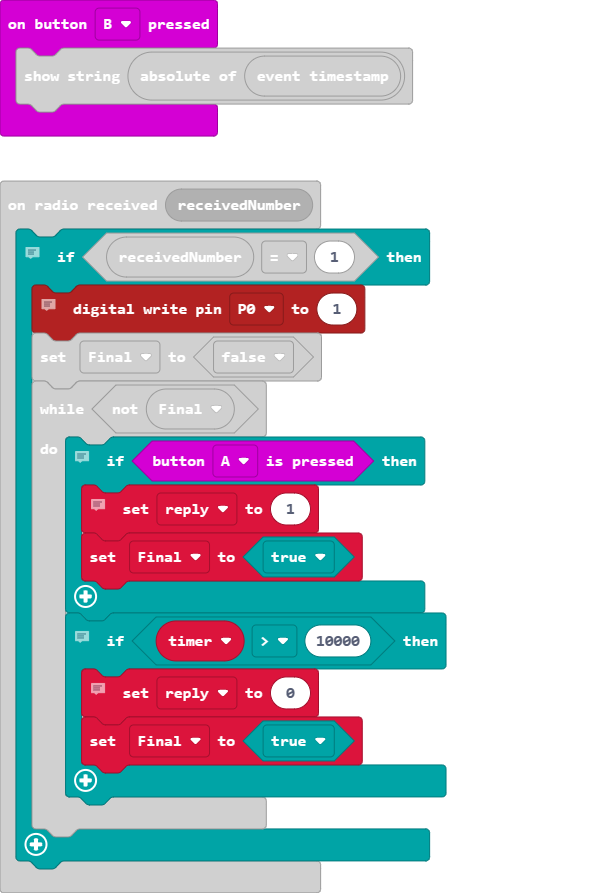 on button B pressed
show string absolute of event timestamp
on radio received receivedNumber
if receivedNumber = 1 then
digital write pin P0 to 1
set Final to false
while not Final
do
if button A is pressed then
set reply to 1
set Final to true
if timer > 10000 then
set reply to 0
set Final to true